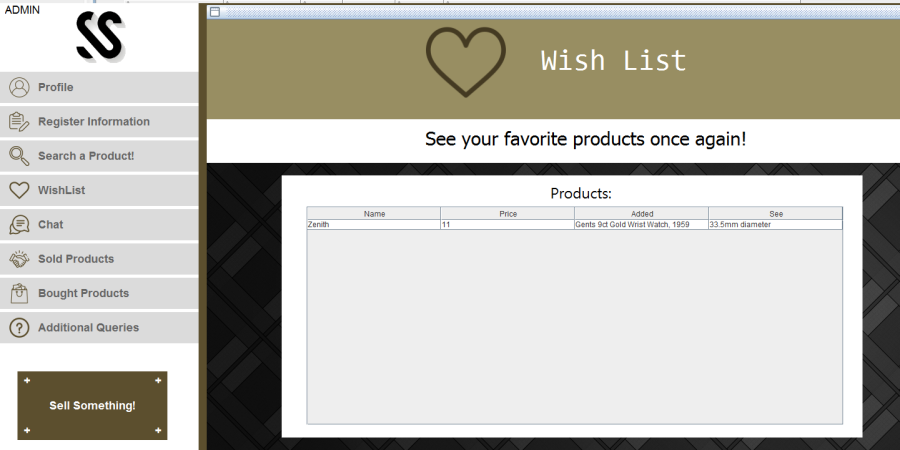 ADMIN
Profile
Register Information
Search a Product!
WishList
Chat
Sold Products
Bought Products
Additional Queries
Sell Something!
Wish List
See your favorite products once again!
Products:
Name Price Added See
Zenith 11 Gents 9ct Gold Wrist Watch, 1959 33.5mm diameter